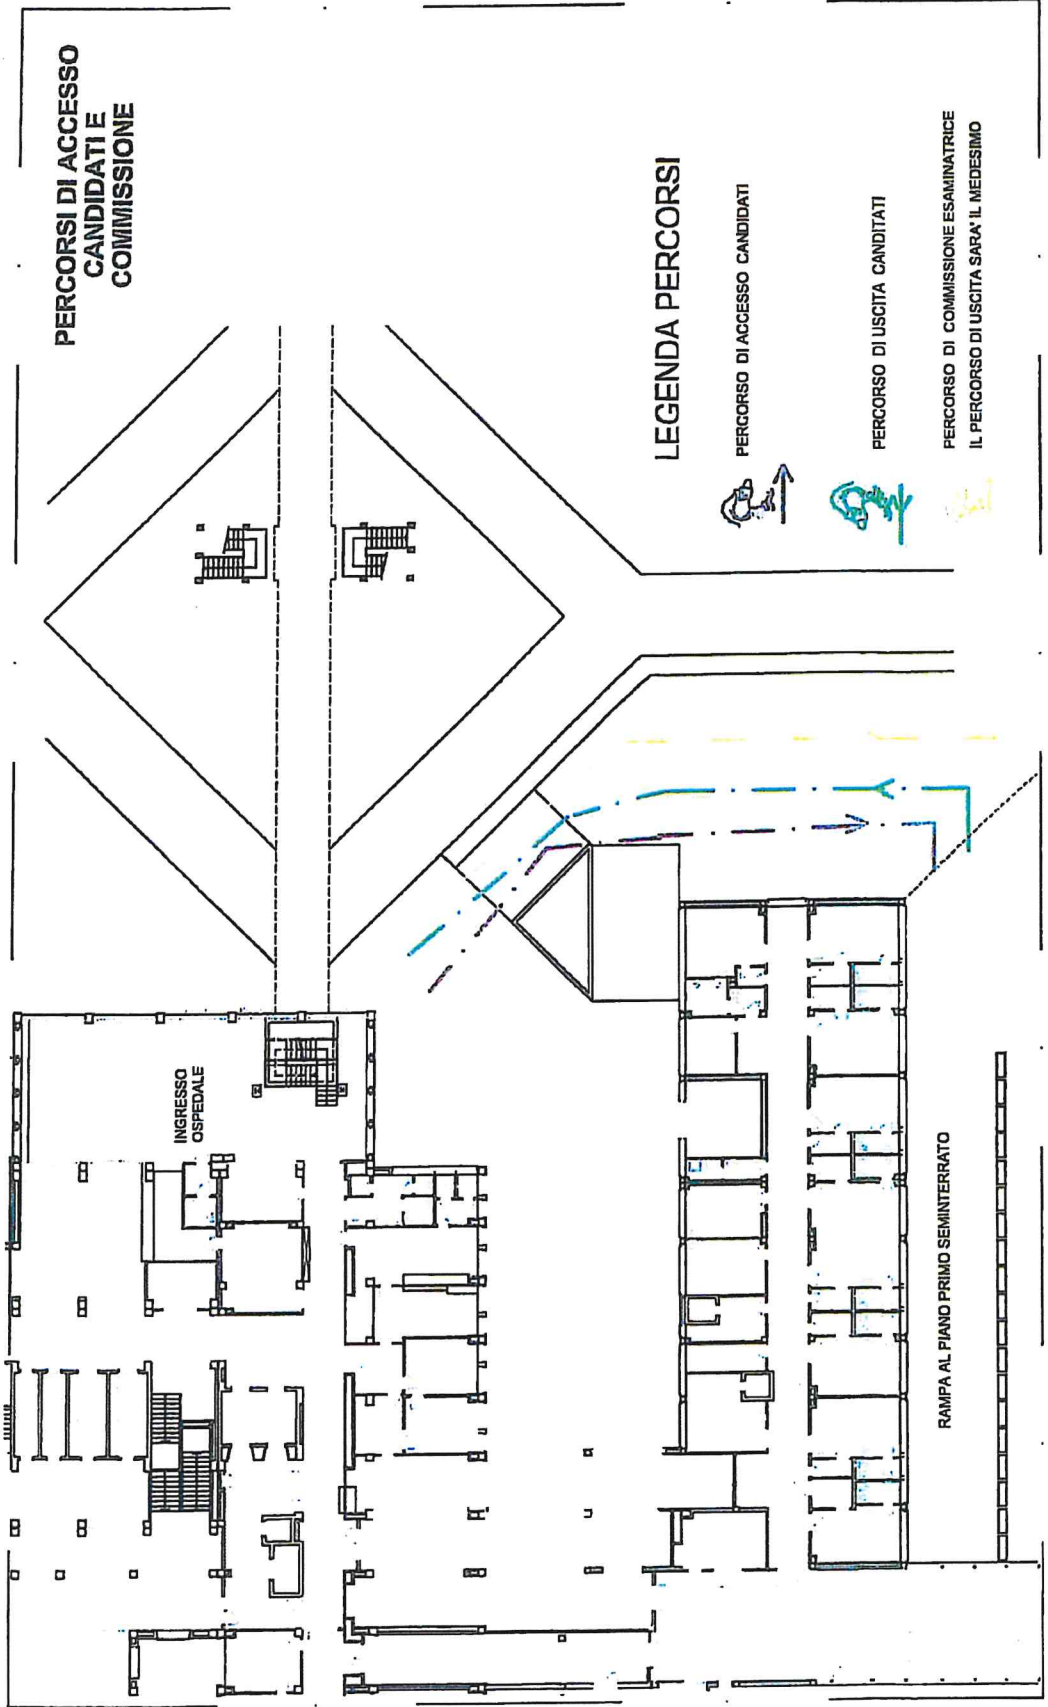 PERCORSI DI ACCESSO
CANDIDATI E
COMMISSIONE
INGRESSO
OSPEDALE
LEGENDA PERCORSI
PERCORSO DI ACCESSO CANDIDATI
PERCORSO DI USCITA CANDITATI
PERCORSO DI COMMISSIONE ESAMINATRICE
IL PERCORSO DI USCITA SARA' IL MEDESIMO
RAMPA AL PIANO PRIMO SEMINTERRATO